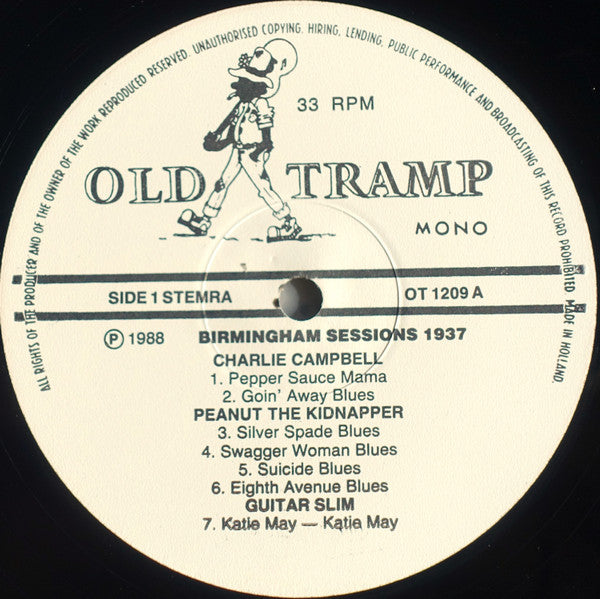 ALL RIGHTS OF THE PRODUCER AND OF THE OWNER OF THE WORK REPRODUCED RESERVED. UNAUTHORISED COPYING, HIRING, LENDING, PUBLIC PERFORMANCE AND BROADCASTING OF THIS RECORD PROHIBITED. MADE IN HOLLAND.
33 RPM
OLD TRAMP
MONO
SIDE 1 STEMRA
OT 1209 A
Ⓟ 1988 BIRMINGHAM SESSIONS 1937
CHARLIE CAMPBELL
1. Pepper Sauce Mama
2. Goin' Away Blues
PEANUT THE KIDNAPPER
3. Silver Spade Blues
4. Swagger Woman Blues
5. Suicide Blues
6. Eighth Avenue Blues
GUITAR SLIM
7. Katie May — Katie May